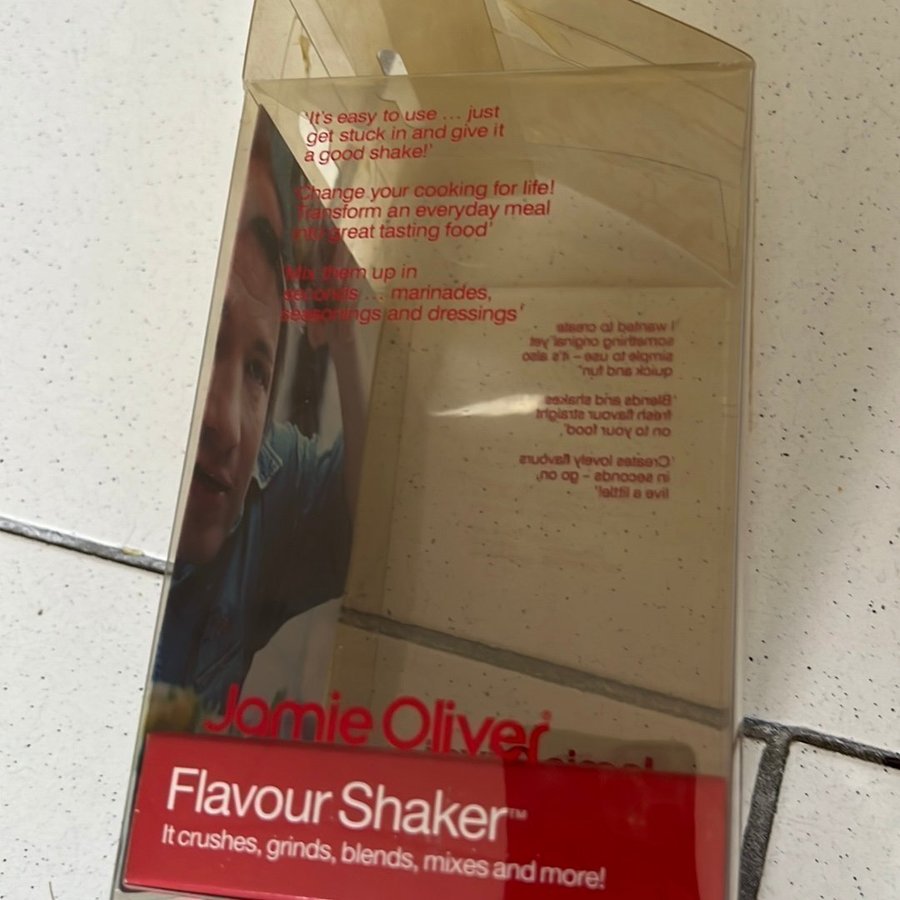 'It's easy to use ... just
get stuck in and give it
a good shake!'
'Change your cooking for life!
Transform an everyday meal
into great tasting food'
'Mix them up in
seconds ... marinades,
seasonings and dressings'
'I wanted to create
something original yet
simple to use – it's also
quick and fun'
'Blends and shakes
fresh flavour straight
on to your food'
'Creates lovely flavours
in seconds – go on,
live a little!'
Jamie Oliver
Flavour Shaker™
It crushes, grinds, blends, mixes and more!